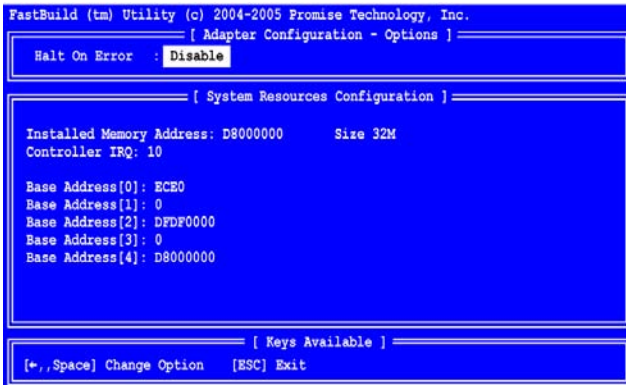 FastBuild (tm) Utility (c) 2004-2005 Promise Technology, Inc.
[ Adapter Configuration - Options ]
Halt On Error : Disable
[ System Resources Configuration ]
Installed Memory Address: D8000000 Size 32M
Controller IRQ: 10
Base Address[0]: ECE0
Base Address[1]: 0
Base Address[2]: DFDF0000
Base Address[3]: 0
Base Address[4]: D8000000
[ Keys Available ]
[←,,Space] Change Option [ESC] Exit